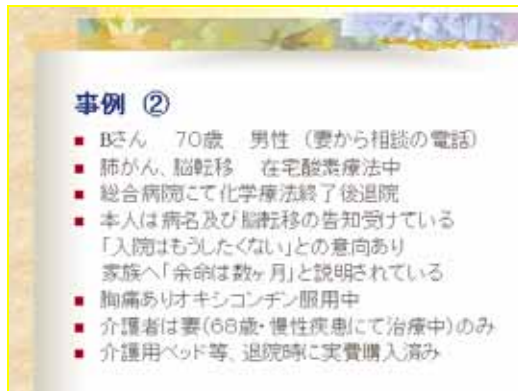 事例 ②
■ Bさん 70歳 男性 (妻から相談の電話)
■ 肺がん、脳転移 在宅酸素療法中
■ 総合病院にて化学療法終了後退院
■ 本人は病名及び脳転移の告知受けている
「入院はもうしたくない」との意向あり
家族へ「余命は数ヶ月」と説明されている
■ 胸痛ありオキシコンチン服用中
■ 介護者は妻(68歳・慢性疾患にて治療中)のみ
■ 介護用ベッド等、退院時に実費購入済み